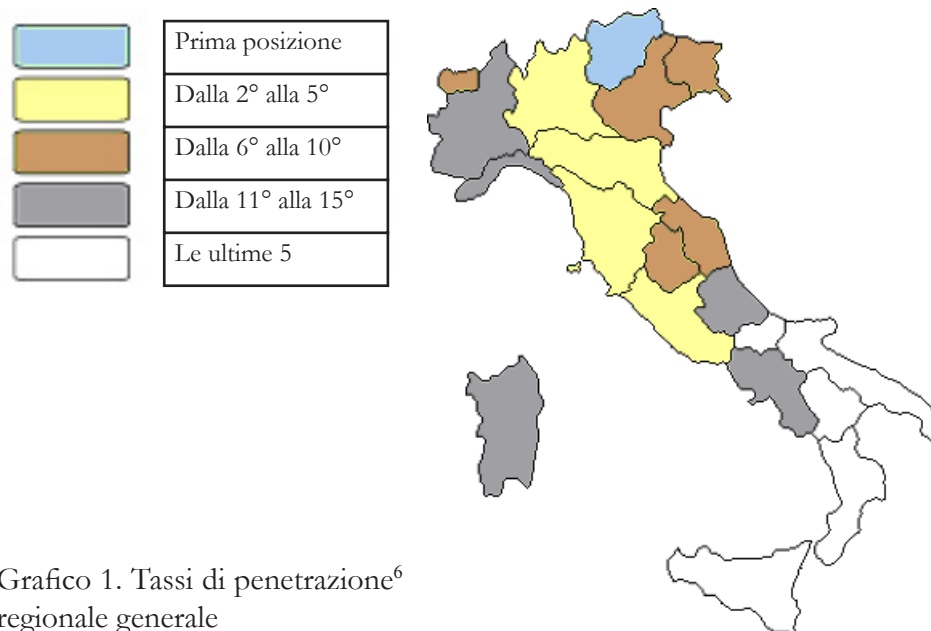 Prima posizione
Dalla 2° alla 5°
Dalla 6° alla 10°
Dalla 11° alla 15°
Le ultime 5
Grafico 1. Tassi di penetrazione⁶
regionale generale